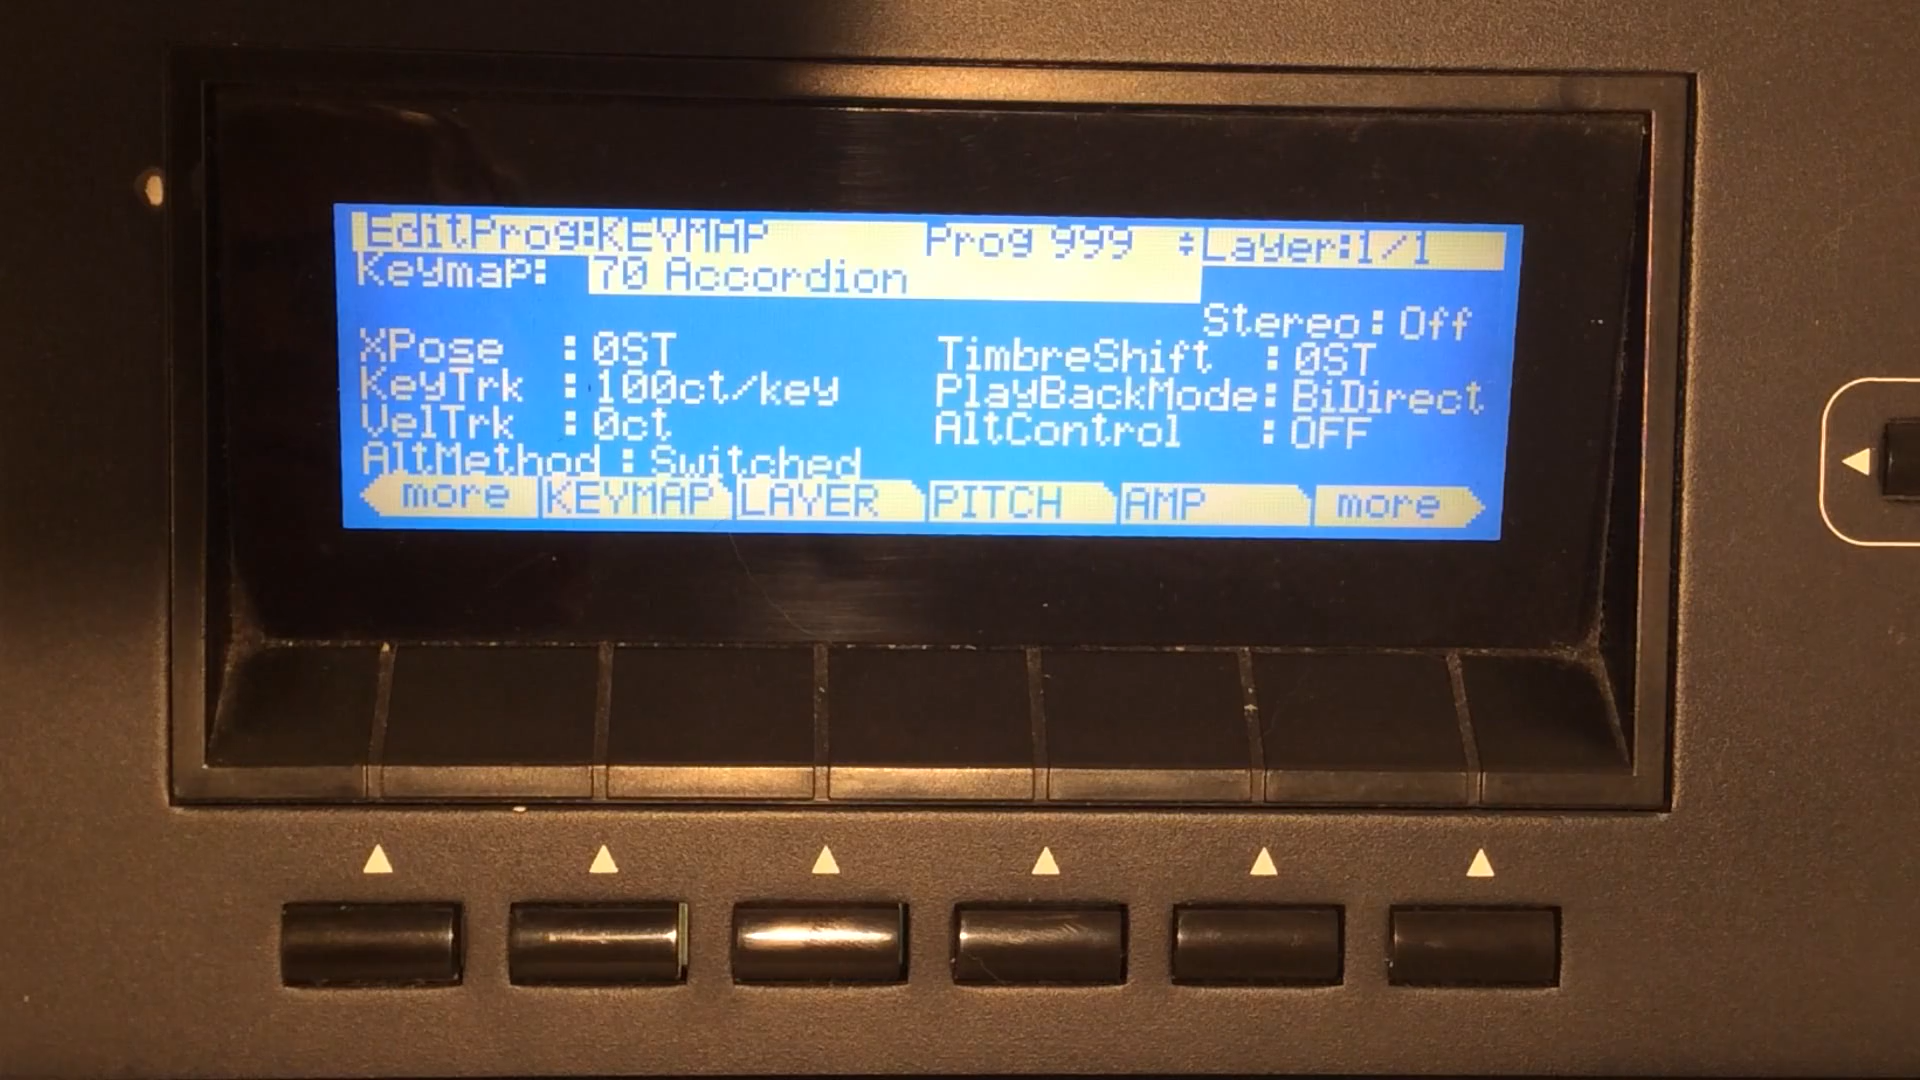 EditProg:KEYMAP Prog 999 Layer:1/1
Keymap: 70 Accordion
Stereo:Off
XPose :0ST TimbreShift :0ST
KeyTrk :100ct/key PlayBackMode:BiDirect
VelTrk :0ct AltControl :OFF
AltMethod :Switched
more KEYMAP LAYER PITCH AMP more